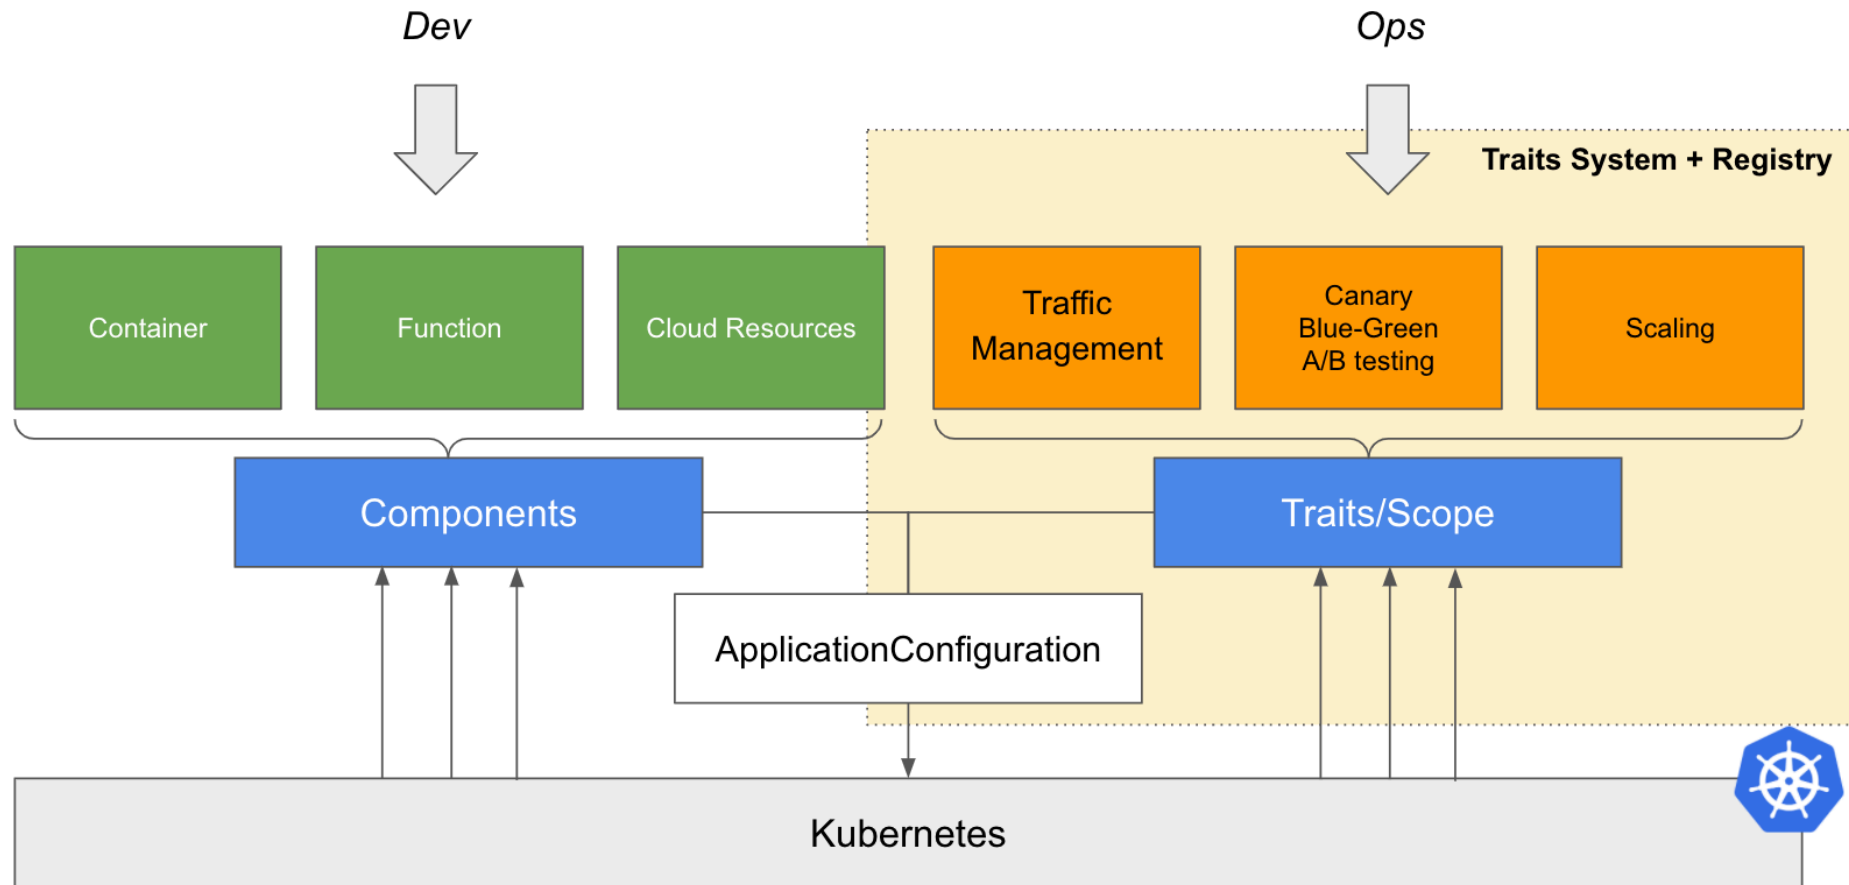 Dev
Ops
Traits System + Registry
Container
Function
Cloud Resources
Traffic
Management
Canary
Blue-Green
A/B testing
Scaling
Components
Traits/Scope
ApplicationConfiguration
Kubernetes